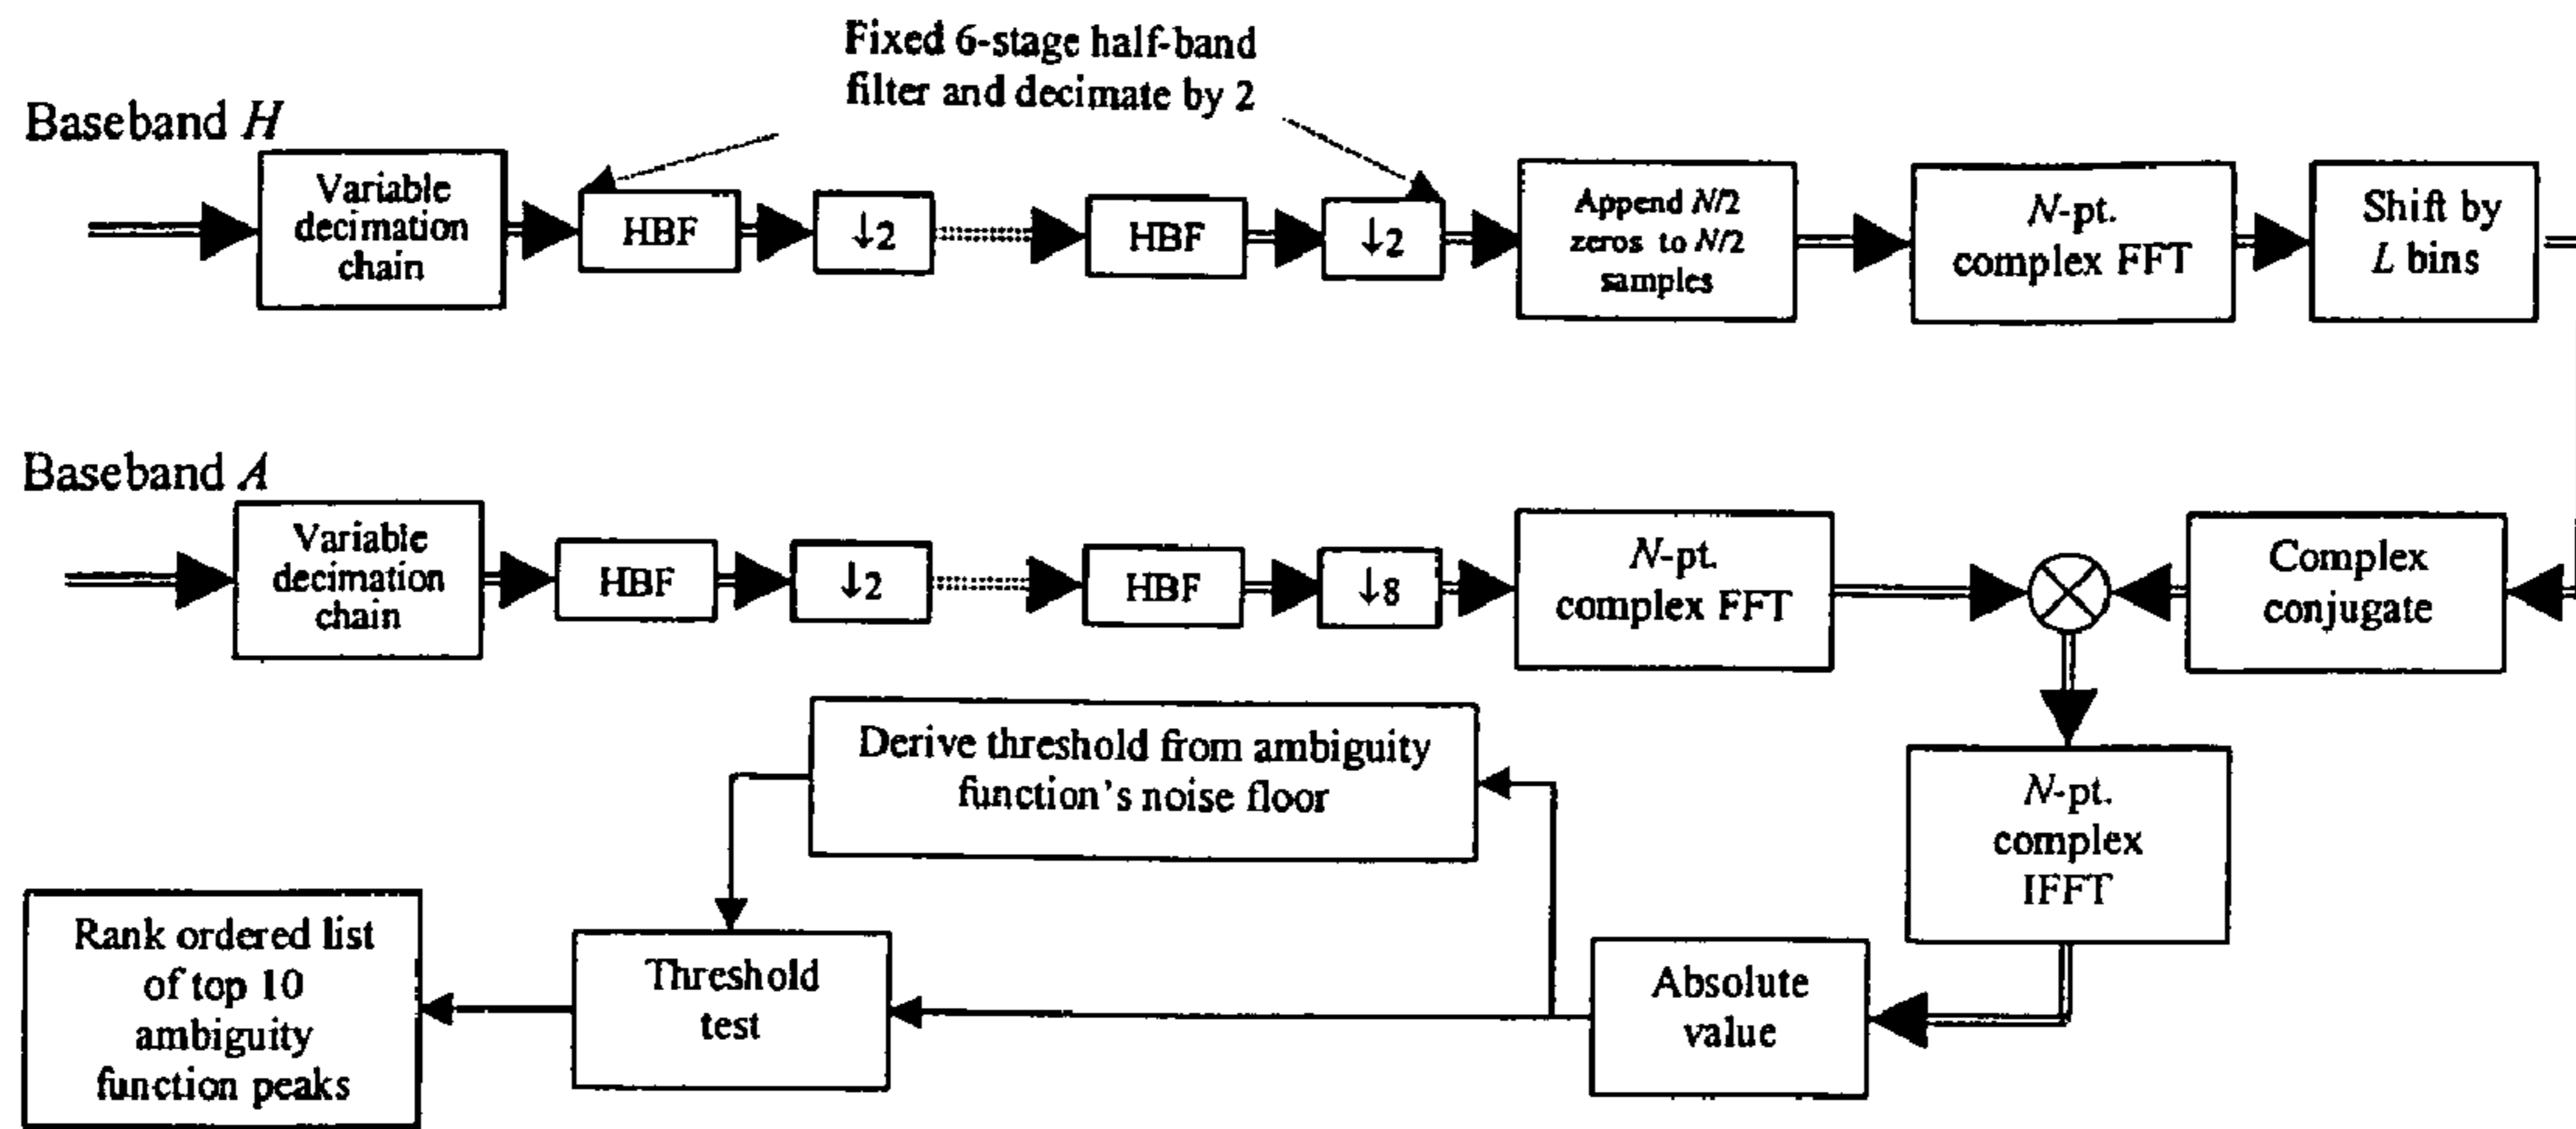 Fixed 6-stage half-band
filter and decimate by 2
Baseband H
Variable
decimation
chain
HBF
↓2
HBF
↓2
Append N/2
zeros to N/2
samples
N-pt.
complex FFT
Shift by
L bins
Baseband A
Variable
decimation
chain
HBF
↓2
HBF
↓8
N-pt.
complex FFT
Complex
conjugate
Derive threshold from ambiguity
function's noise floor
N-pt.
complex
IFFT
Rank ordered list
of top 10
ambiguity
function peaks
Threshold
test
Absolute
value